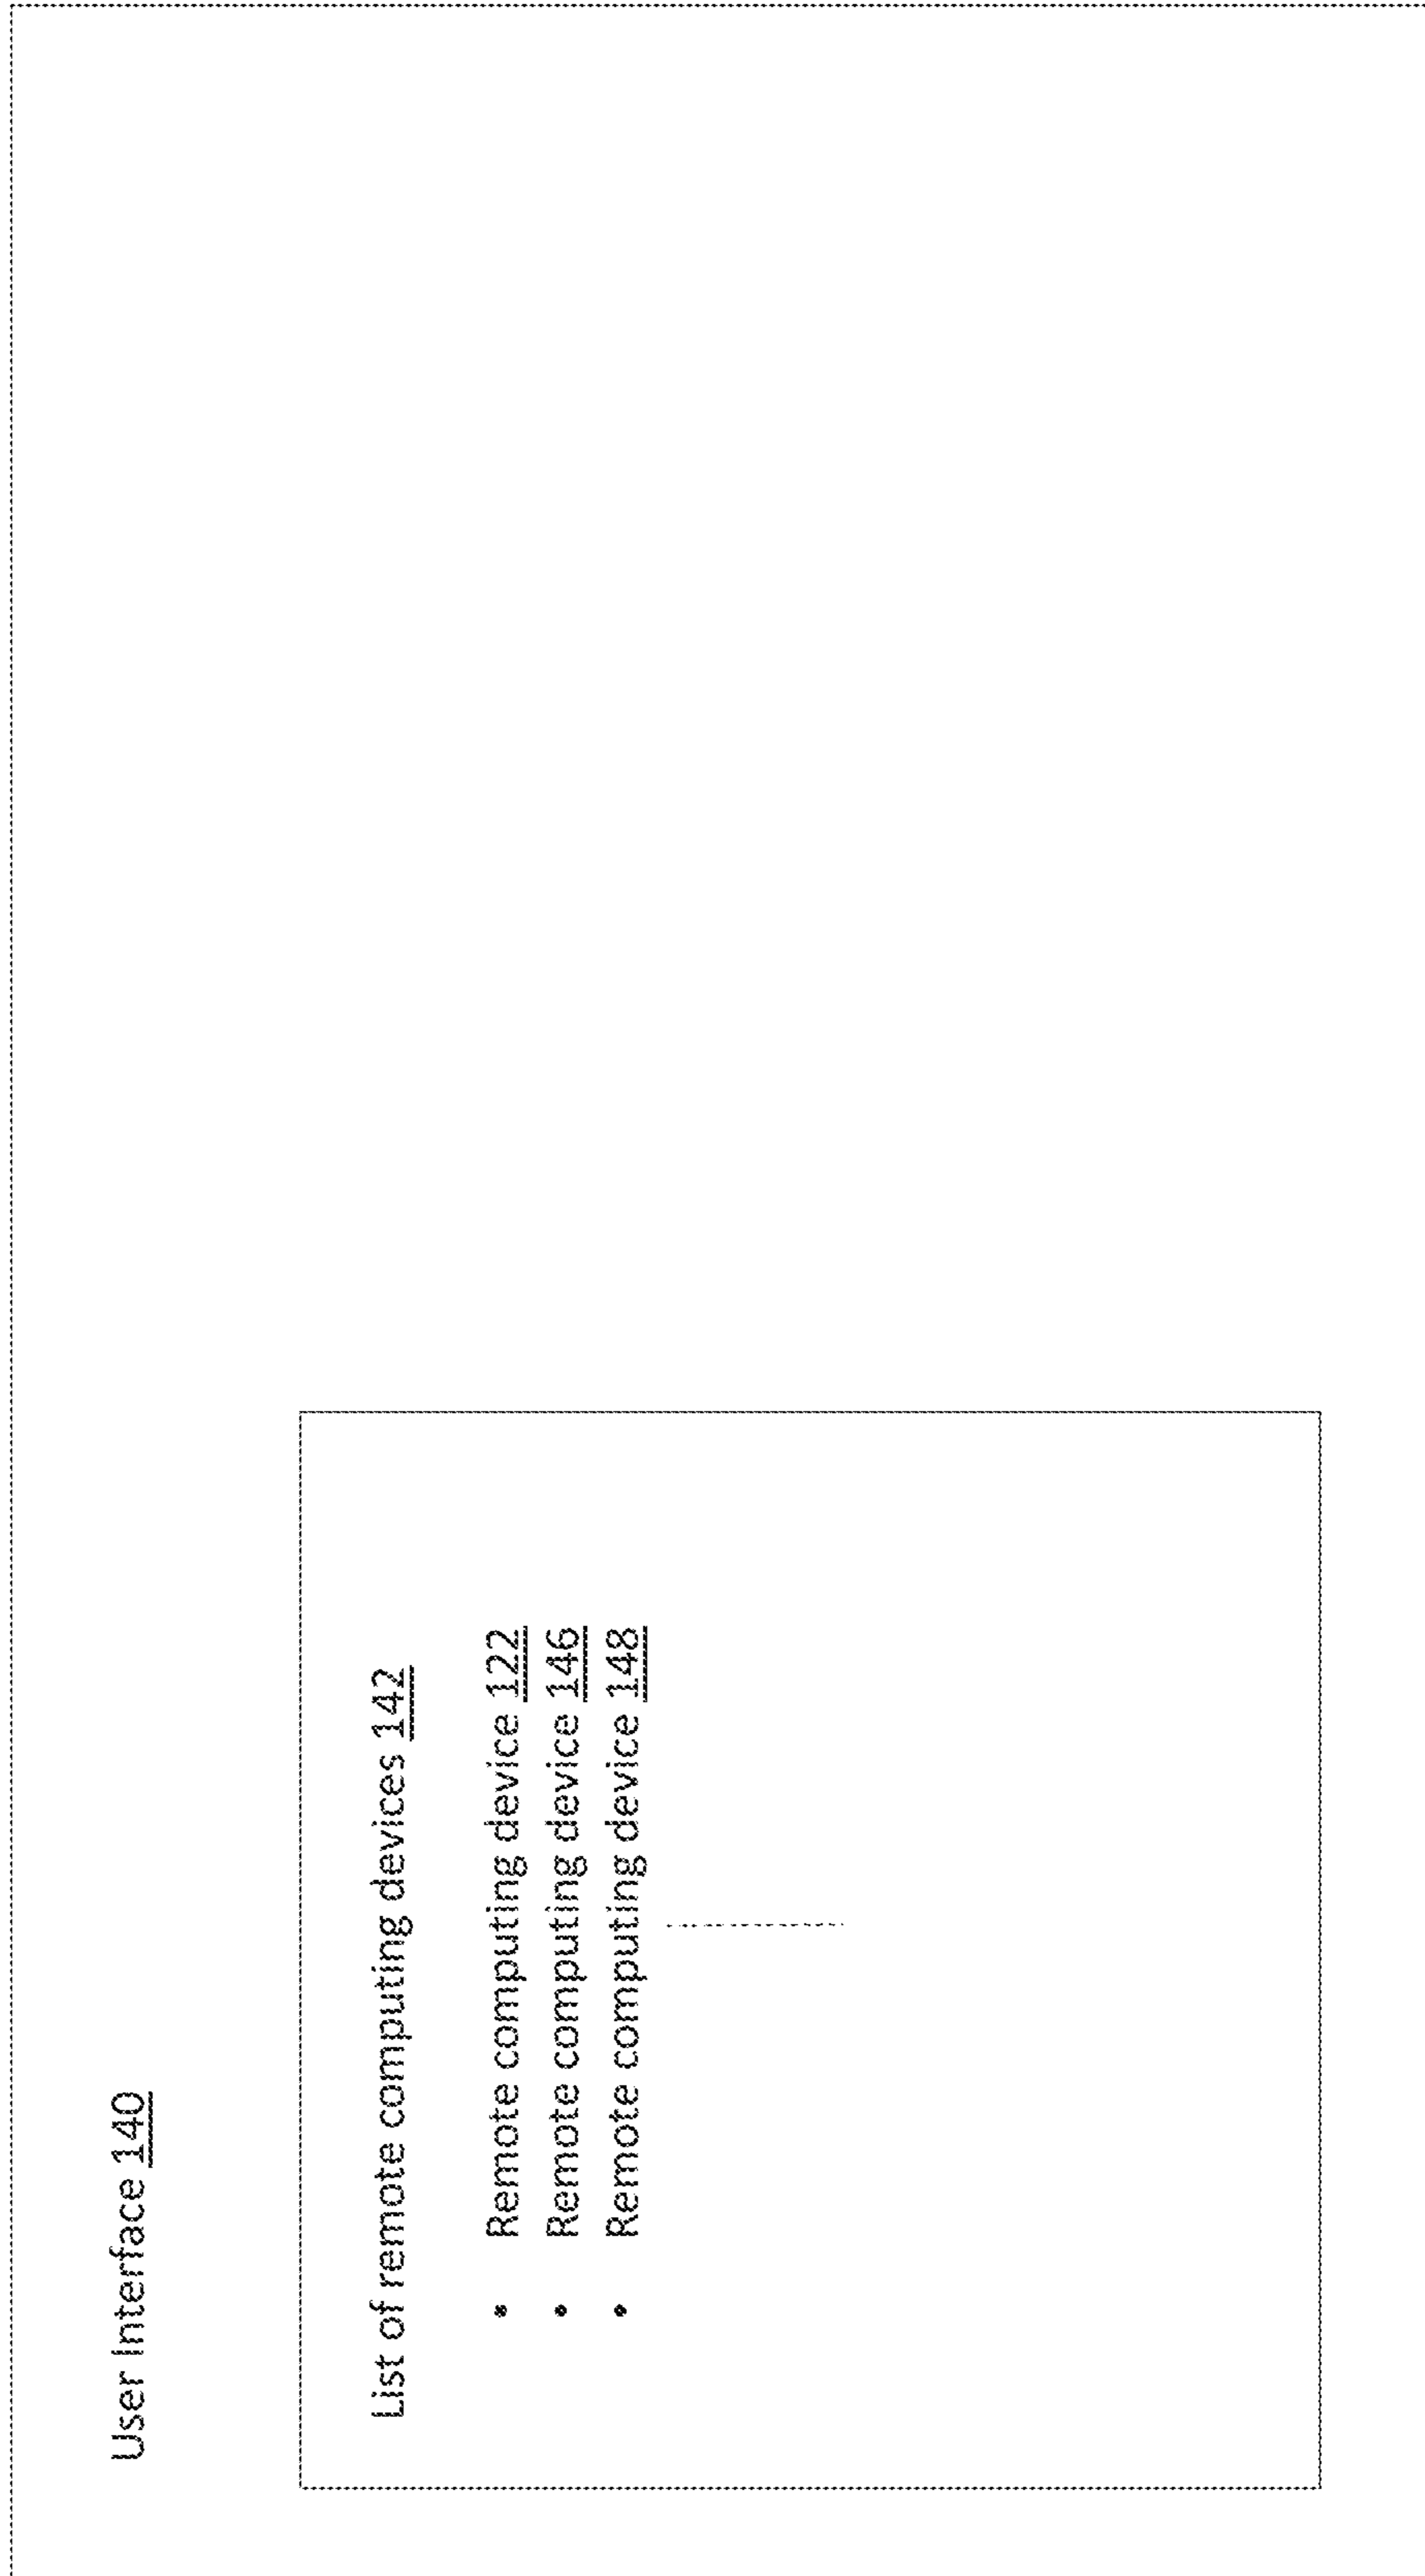 User Interface 140
List of remote computing devices 142
• Remote computing device 122
• Remote computing device 146
• Remote computing device 148